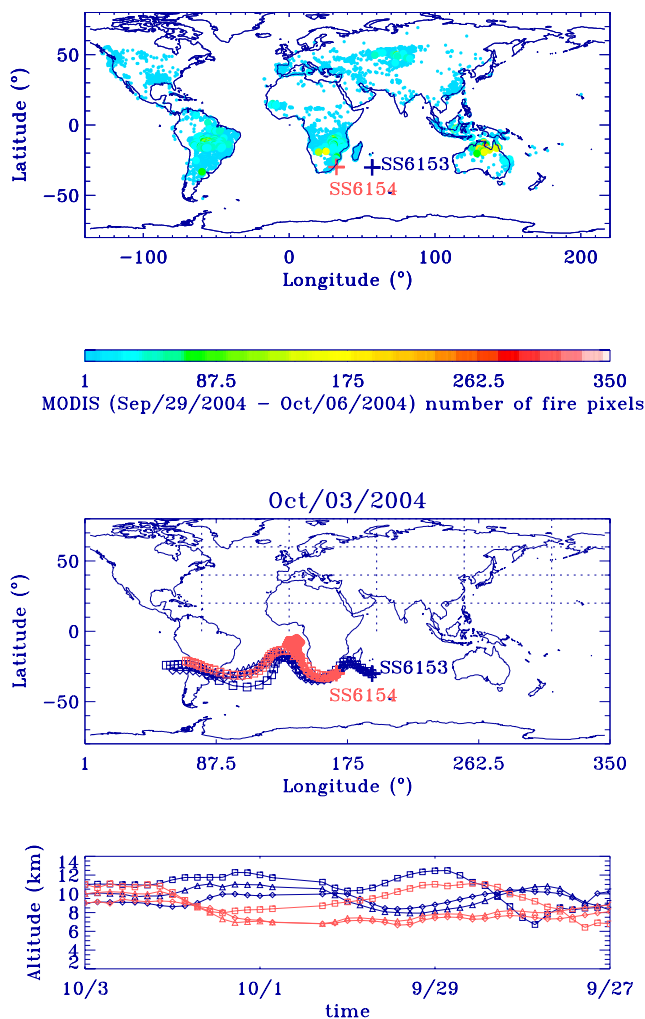 50
0
−50
Latitude (°)
SS6153
SS6154
−100 0 100 200
Longitude (°)
1 87.5 175 262.5 350
MODIS (Sep/29/2004 − Oct/06/2004) number of fire pixels
Oct/03/2004
50
0
−50
Latitude (°)
SS6153
SS6154
1 87.5 175 262.5 350
Longitude (°)
14
12
10
8
6
4
2
Altitude (km)
10/3 10/1 9/29 9/27
time